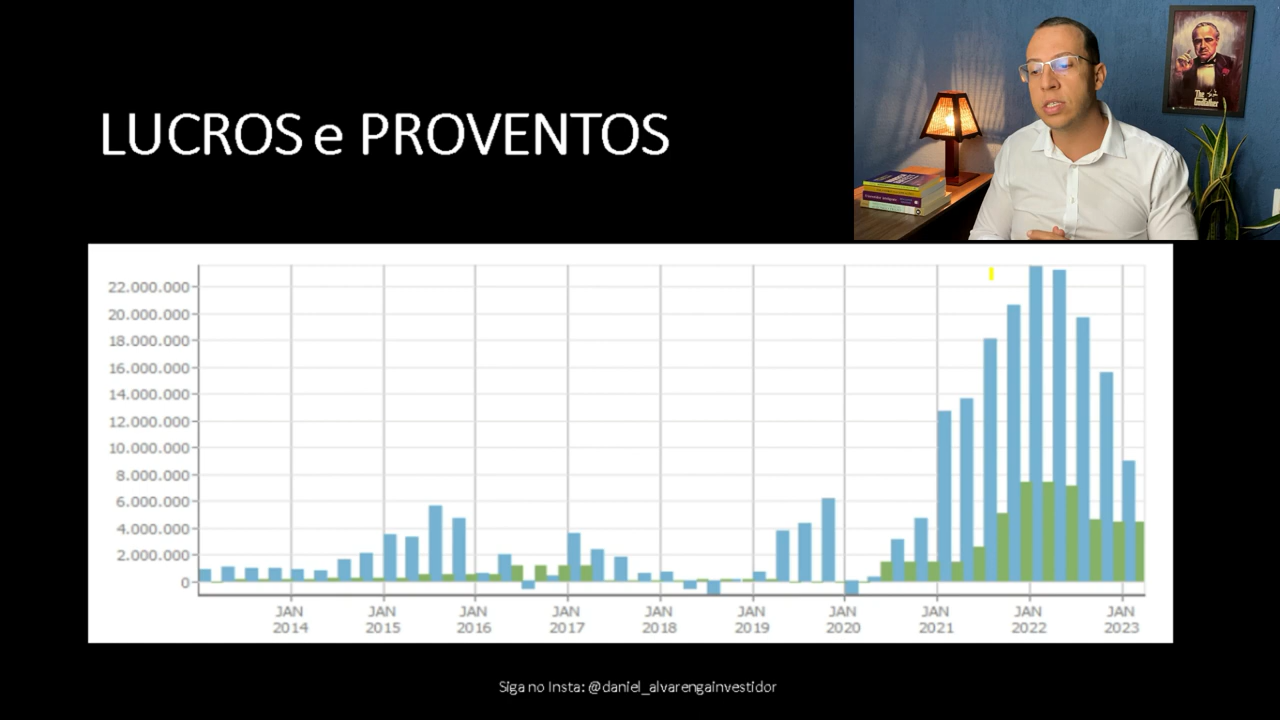 LUCROS e PROVENTOS
The
Godfather
22.000.000
20.000.000
18.000.000
16.000.000
14.000.000
12.000.000
10.000.000
8.000.000
6.000.000
4.000.000
2.000.000
0
JAN JAN JAN JAN JAN JAN JAN JAN JAN JAN
2014 2015 2016 2017 2018 2019 2020 2021 2022 2023
Siga no Insta: @daniel_alvarengainvestidor